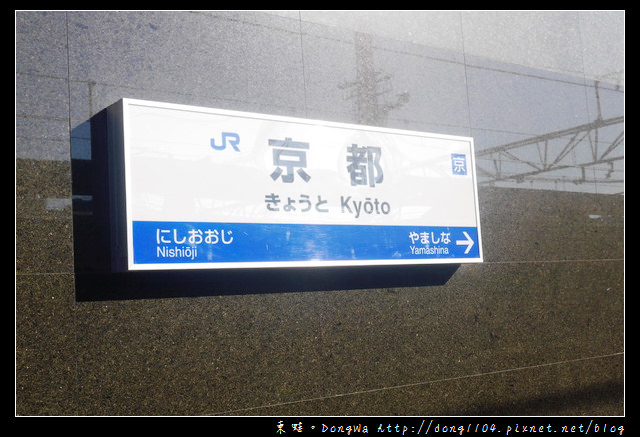 JR 京都 京
きょうと Kyōto
にしおおじ やましな →
Nishiōji Yamashina
東蛙。DongWa http://dong1104.pixnet.net/blog